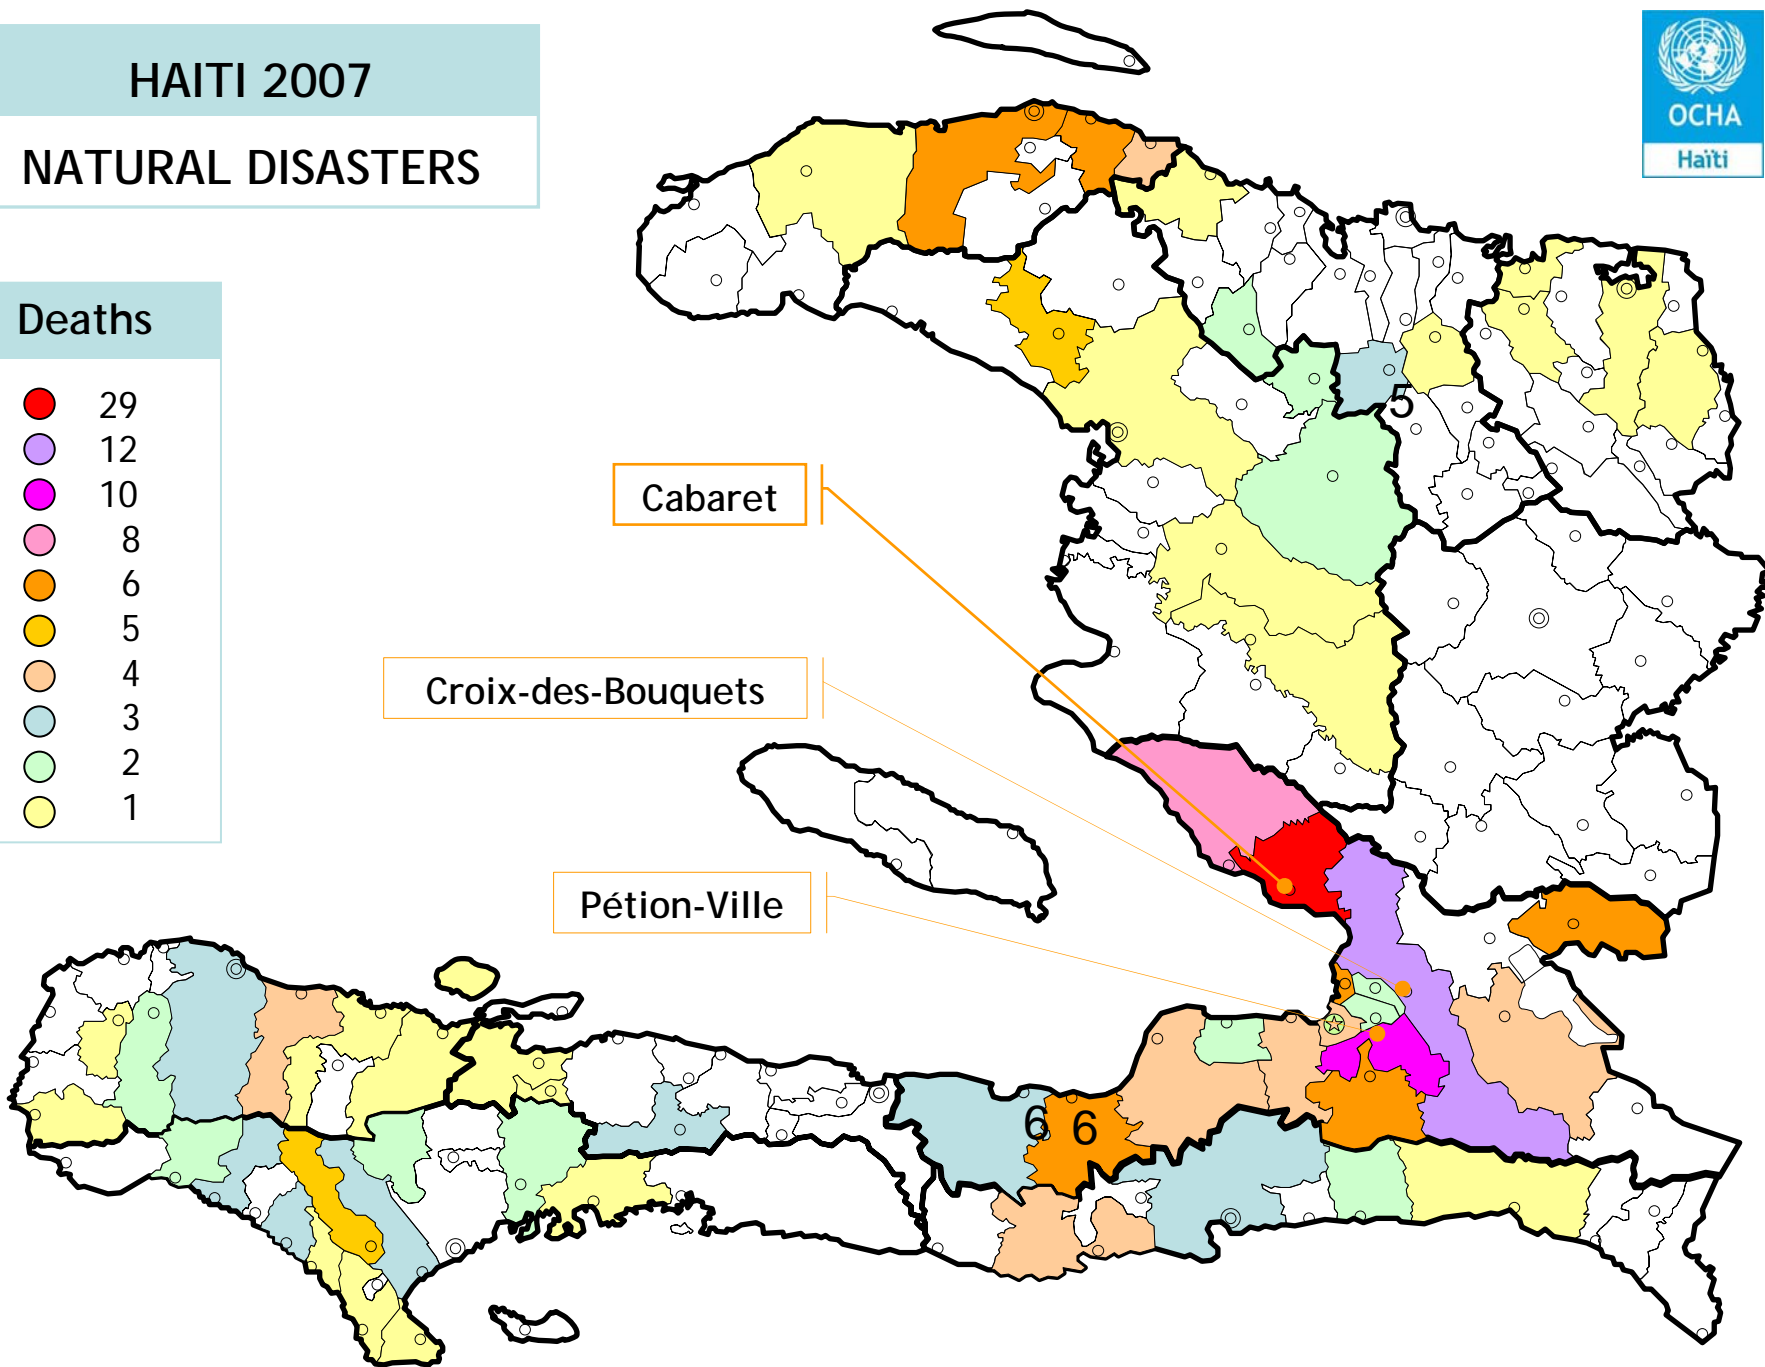 HAITI 2007
NATURAL DISASTERS
OCHA
Haïti
Deaths
29
12
10
8
6
5
4
3
2
1
5
Cabaret
Croix-des-Bouquets
Pétion-Ville
6
6